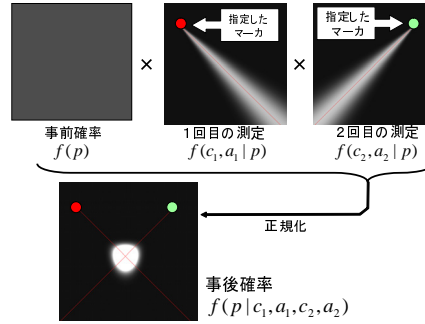 指定した
マーカ
指定した
マーカ
×
×
事前確率
f(p)
1回目の測定
f(c₁,a₁|p)
2回目の測定
f(c₂,a₂|p)
正規化
事後確率
f(p|c₁,a₁,c₂,a₂)